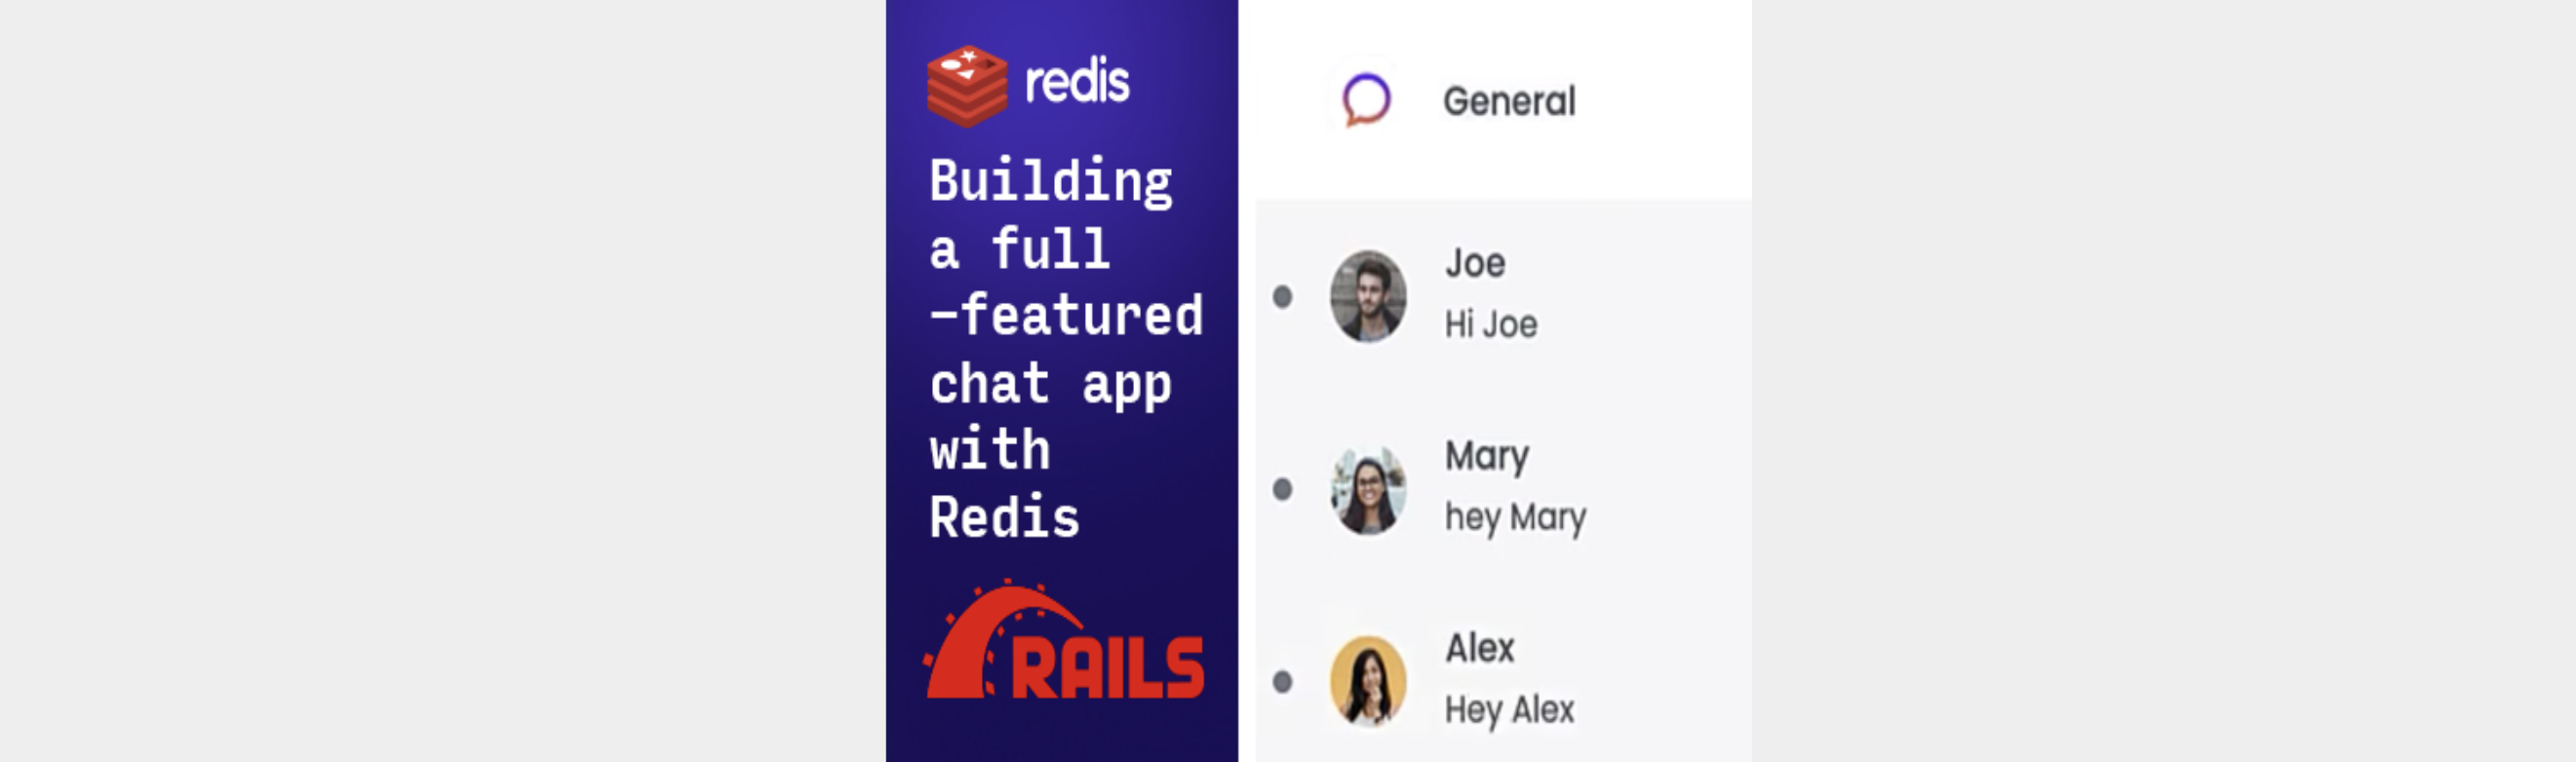 redis
Building
a full
-featured
chat app
with
Redis
RAILS
General
Joe
Hi Joe
Mary
hey Mary
Alex
Hey Alex